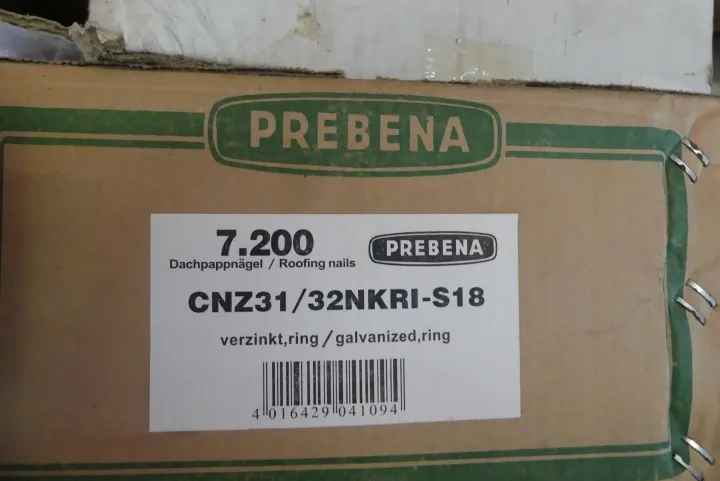 PREBENA
7.200
PREBENA
Dachpappnägel / Roofing nails
CNZ31/32NKRI-S18
verzinkt,ring / galvanized,ring
4 016429 041094